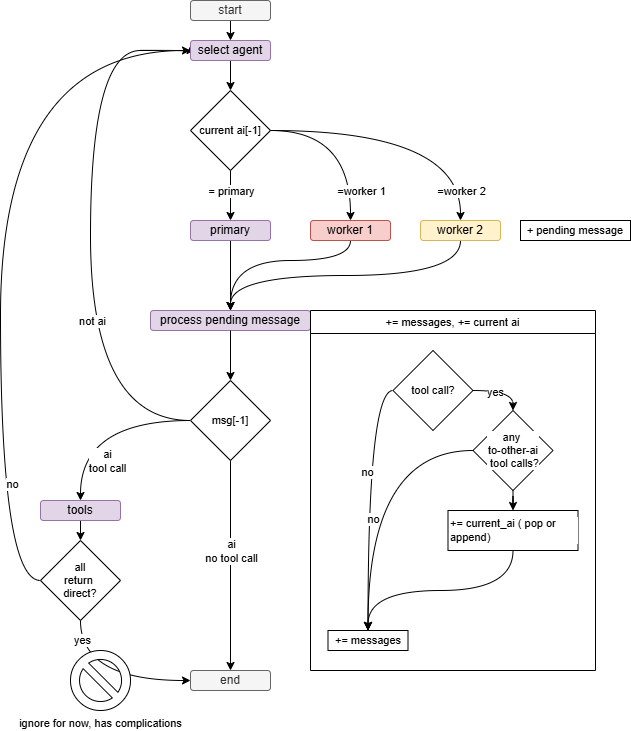 start
select agent
current ai[-1]
= primary
=worker 1
=worker 2
primary
worker 1
worker 2
+ pending message
process pending message
+= messages, += current ai
not ai
msg[-1]
tool call?
yes
any
to-other-ai
tool calls?
ai
tool call
no
no
no
tools
+= current_ai ( pop or
append)
ai
no tool call
all
return
direct?
yes
+= messages
end
ignore for now, has complications